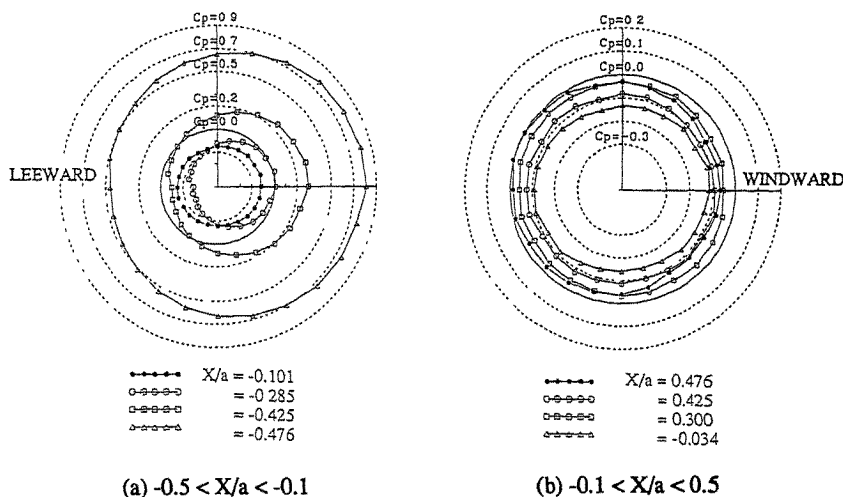 Cp=0 9
Cp=0 7
Cp=0 5
Cp=0 2
Cp=0 0
LEEWARD
X/a = -0.101
= -0 285
= -0.425
= -0.476
(a) -0.5 < X/a < -0.1
Cp=0 2
Cp=0.1
Cp=0.0
Cp=-0.3
WINDWARD
X/a = 0.476
= 0.425
= 0.300
= -0.034
(b) -0.1 < X/a < 0.5